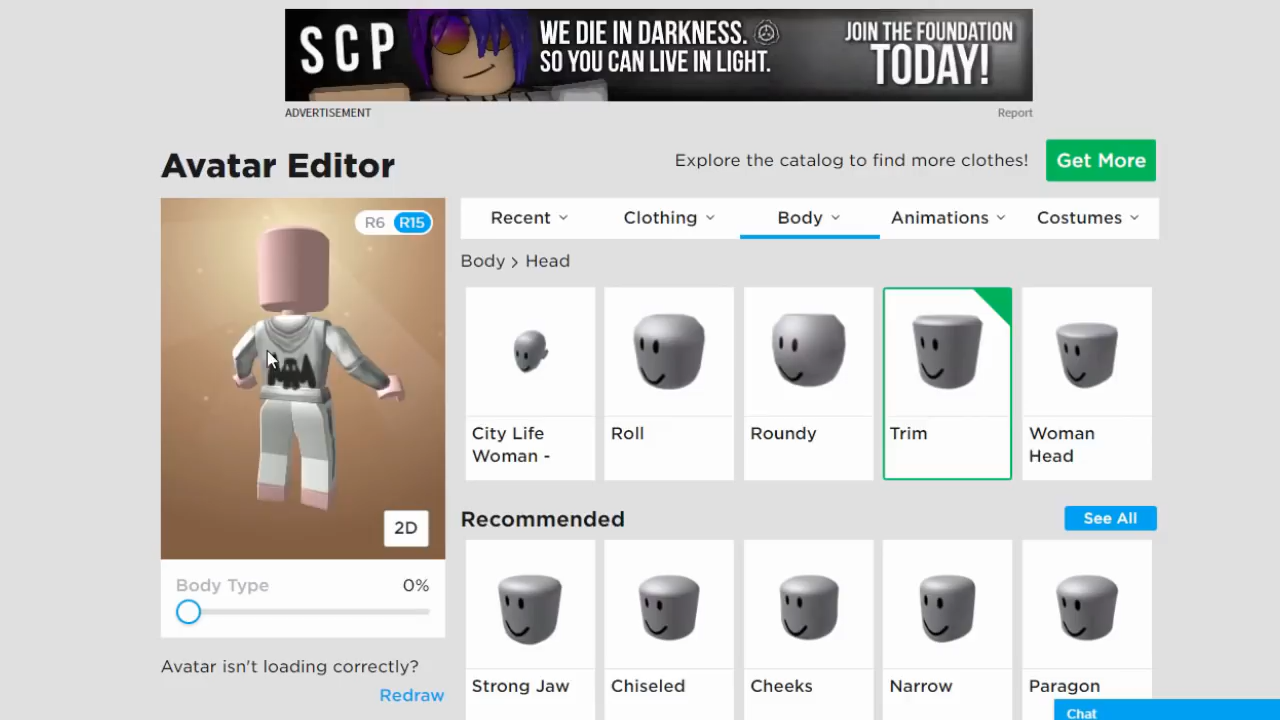 SCP
WE DIE IN DARKNESS.
SO YOU CAN LIVE IN LIGHT.
JOIN THE FOUNDATION
TODAY!
ADVERTISEMENT
Report
Avatar Editor
Explore the catalog to find more clothes!
Get More
R6 R15
2D
Body Type 0%
Avatar isn't loading correctly?
Redraw
Recent Clothing Body Animations Costumes
Body > Head
City Life
Woman -
Roll
Roundy
Trim
Woman
Head
Recommended
See All
Strong Jaw
Chiseled
Cheeks
Narrow
Paragon
Chat